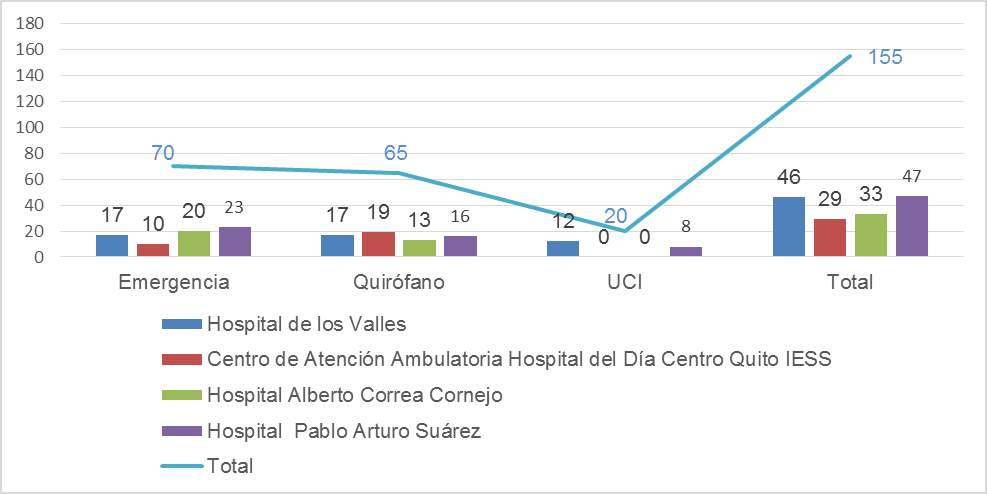 180
160
140
120
100
80
60
40
20
0
70
65
20
155
17 10 20 23
17 19 13 16
12 0 0 8
46 29 33 47
Emergencia Quirófano UCI Total
Hospital de los Valles
Centro de Atención Ambulatoria Hospital del Día Centro Quito IESS
Hospital Alberto Correa Cornejo
Hospital Pablo Arturo Suárez
Total